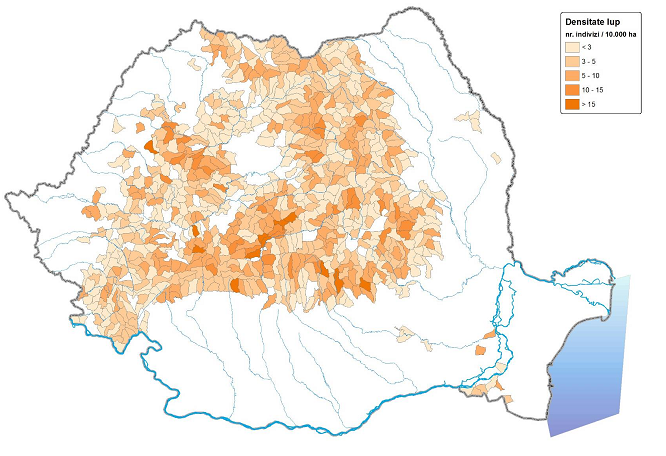 Densitate lup
nr. indivizi / 10.000 ha
< 3
3 - 5
5 - 10
10 - 15
> 15